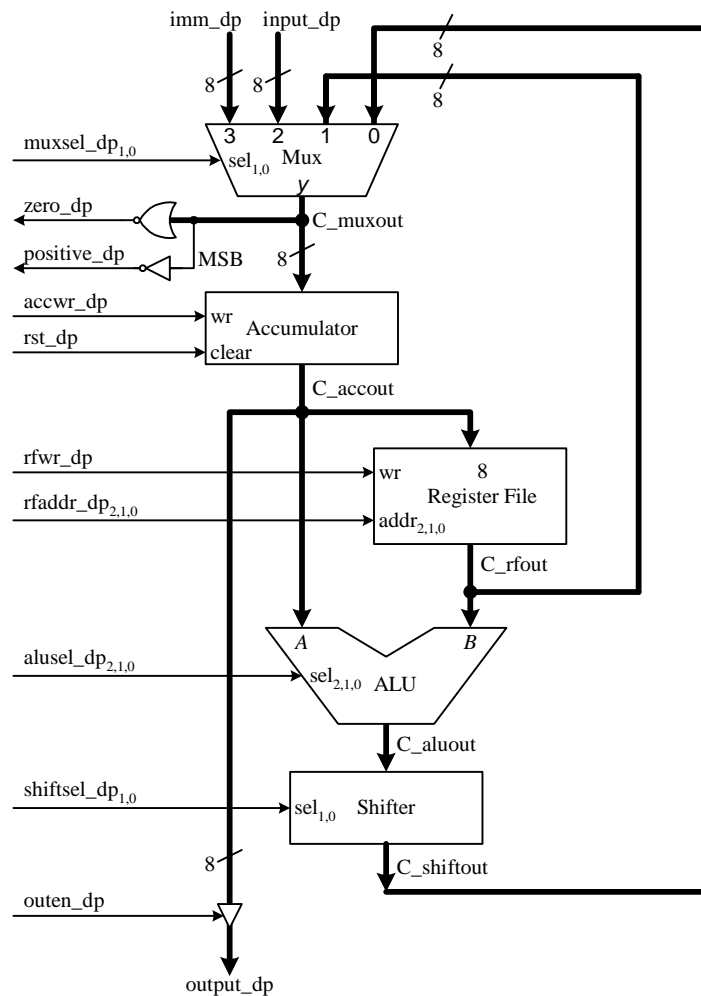 imm_dp input_dp
8 8 8 8
3 2 1 0
muxsel_dp1,0
sel1,0 Mux
y
zero_dp
C_muxout
positive_dp MSB
8
accwr_dp
wr Accumulator
rst_dp
clear
C_accout
rfwr_dp
wr 8
Register File
rfaddr_dp2,1,0
addr2,1,0
C_rfout
A B
alusel_dp2,1,0
sel2,1,0 ALU
C_aluout
shiftsel_dp1,0
sel1,0 Shifter
8
C_shiftout
outen_dp
output_dp